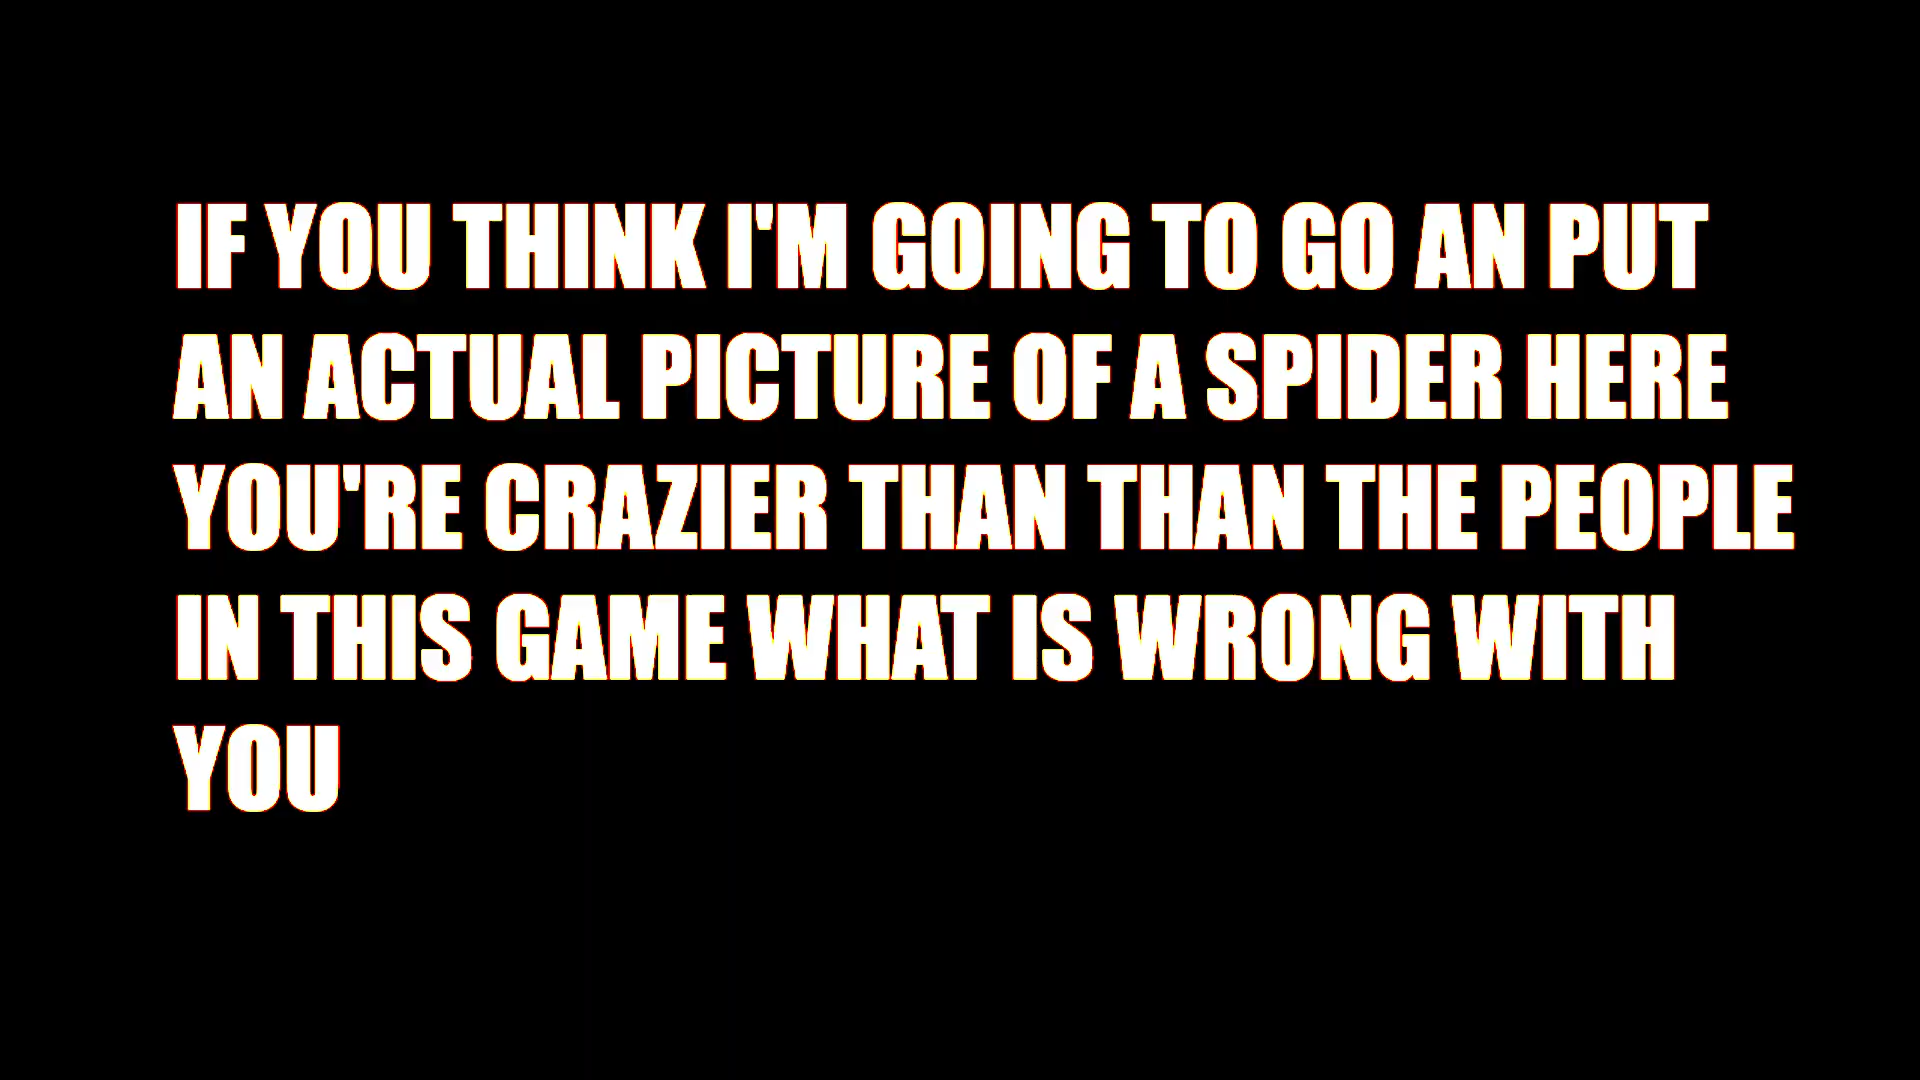 IF YOU THINK I'M GOING TO GO AN PUT
AN ACTUAL PICTURE OF A SPIDER HERE
YOU'RE CRAZIER THAN THAN THE PEOPLE
IN THIS GAME WHAT IS WRONG WITH
YOU